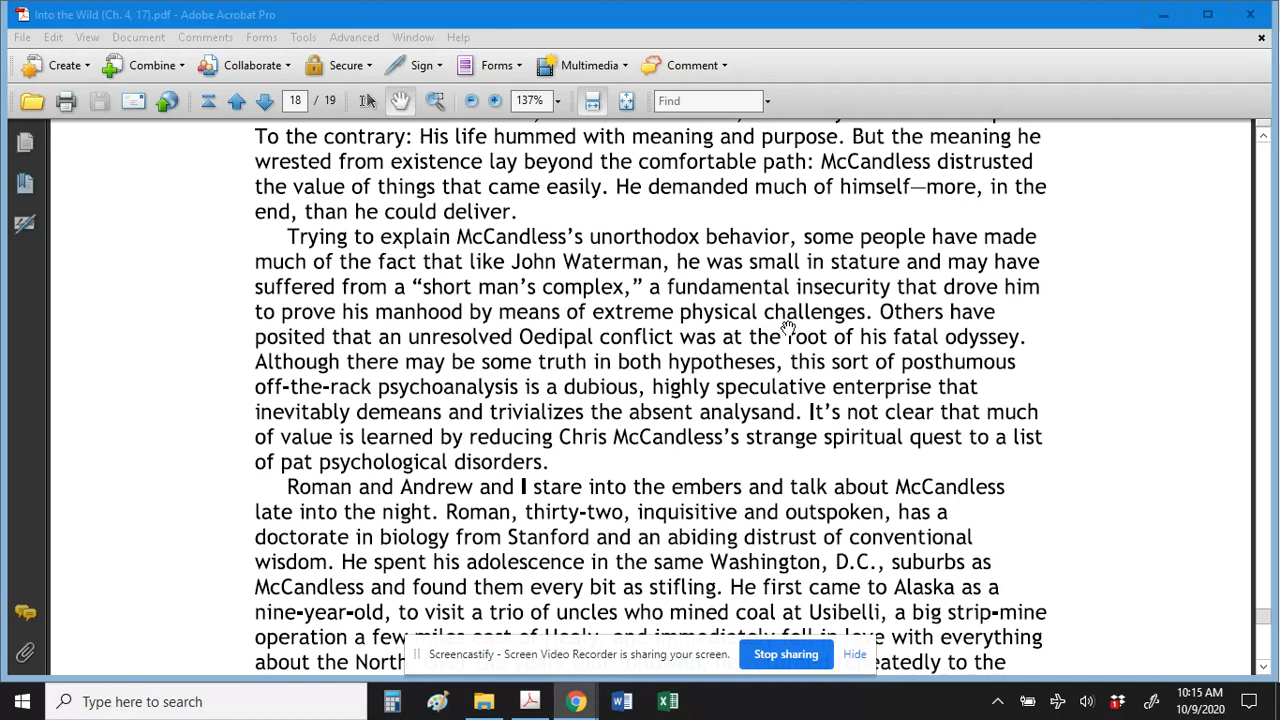 Into the Wild (Ch. 4, 17).pdf - Adobe Acrobat Pro
File Edit View Document Comments Forms Tools Advanced Window Help
Create Combine Collaborate Secure Sign Forms Multimedia Comment
18 / 19 137% Find
To the contrary: His life hummed with meaning and purpose. But the meaning he
wrested from existence lay beyond the comfortable path: McCandless distrusted
the value of things that came easily. He demanded much of himself—more, in the
end, than he could deliver.
Trying to explain McCandless's unorthodox behavior, some people have made
much of the fact that like John Waterman, he was small in stature and may have
suffered from a “short man's complex,” a fundamental insecurity that drove him
to prove his manhood by means of extreme physical challenges. Others have
posited that an unresolved Oedipal conflict was at the root of his fatal odyssey.
Although there may be some truth in both hypotheses, this sort of posthumous
off-the-rack psychoanalysis is a dubious, highly speculative enterprise that
inevitably demeans and trivializes the absent analysand. It's not clear that much
of value is learned by reducing Chris McCandless's strange spiritual quest to a list
of pat psychological disorders.
Roman and Andrew and I stare into the embers and talk about McCandless
late into the night. Roman, thirty-two, inquisitive and outspoken, has a
doctorate in biology from Stanford and an abiding distrust of conventional
wisdom. He spent his adolescence in the same Washington, D.C., suburbs as
McCandless and found them every bit as stifling. He first came to Alaska as a
nine-year-old, to visit a trio of uncles who mined coal at Usibelli, a big strip-mine
operation a few miles east of Healy, and immediately fell in love with everything
about the North. peatedly to the
Screencastify - Screen Video Recorder is sharing your screen. Stop sharing Hide
Type here to search
10:15 AM
10/9/2020